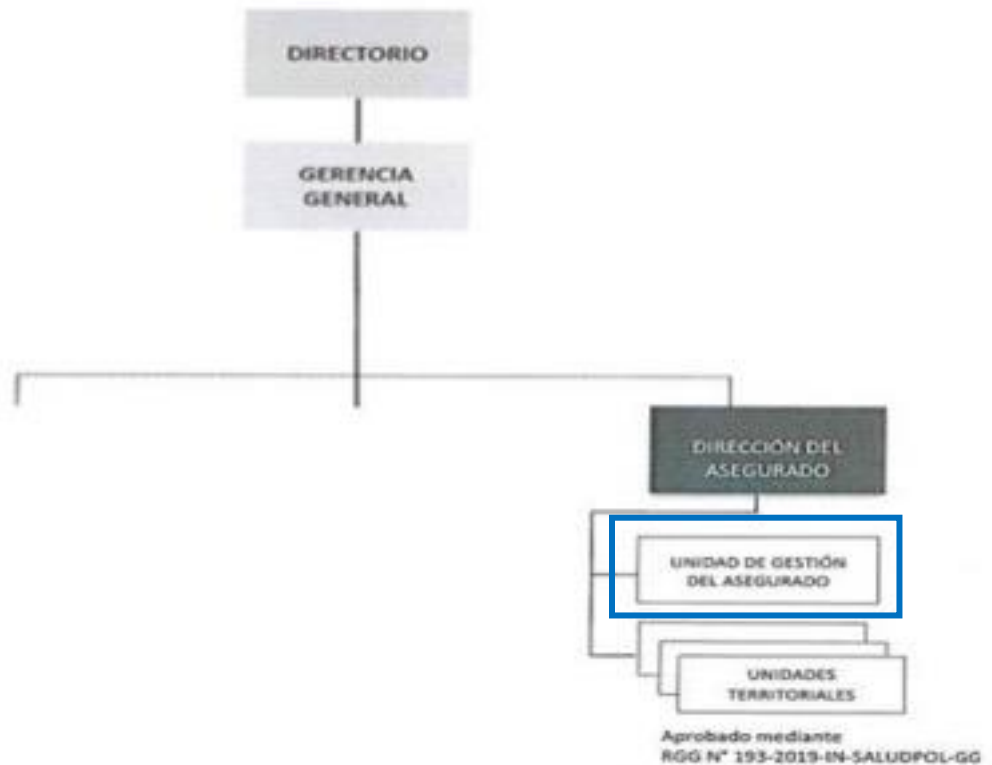 DIRECTORIO
GERENCIA
GENERAL
DIRECCIÓN DEL
ASEGURADO
UNIDAD DE GESTIÓN
DEL ASEGURADO
UNIDADES
TERRITORIALES
Aprobado mediante
RGG N° 193-2019-IN-SALUDPOL-GG